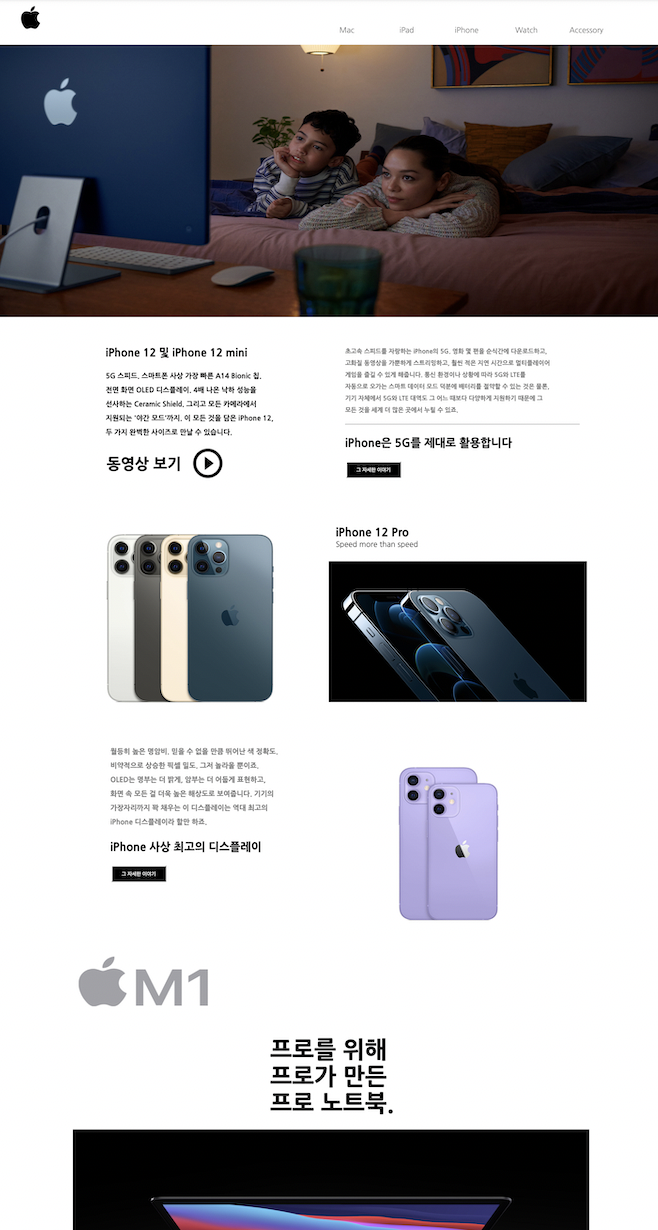 Mac
iPad
iPhone
Watch
Accessory
iPhone 12 및 iPhone 12 mini
5G 스피드. 스마트폰 사상 가장 빠른 A14 Bionic 칩.
전면 화면 OLED 디스플레이. 4배 나은 낙하 성능을
선사하는 Ceramic Shield. 그리고 모든 카메라에서
지원되는 '야간 모드'까지. 이 모든 것을 담은 iPhone 12,
두 가지 완벽한 사이즈로 만날 수 있습니다.
동영상 보기
초고속 스피드를 자랑하는 iPhone의 5G. 영화 몇 편을 순식간에 다운로드하고,
고화질 동영상을 가뿐하게 스트리밍하고, 훨씬 적은 지연 시간으로 멀티플레이어
게임을 즐길 수 있게 해줍니다. 통신 환경이나 상황에 따라 5G와 LTE를
자동으로 오가는 스마트 데이터 모드 덕분에 배터리를 절약할 수 있는 것은 물론,
기기 자체에서 5G와 LTE 대역도 그 어느 때보다 다양하게 지원하기 때문에 그
모든 것을 세계 더 많은 곳에서 누릴 수 있죠.
iPhone은 5G를 제대로 활용합니다
그 자세한 이야기
iPhone 12 Pro
Speed more than speed
월등히 높은 명암비. 믿을 수 없을 만큼 뛰어난 색 정확도.
비약적으로 상승한 픽셀 밀도. 그저 놀라울 뿐이죠.
OLED는 명부는 더 밝게, 암부는 더 어둡게 표현하고,
화면 속 모든 걸 더욱 높은 해상도로 보여줍니다. 기기의
가장자리까지 꽉 채우는 이 디스플레이는 역대 최고의
iPhone 디스플레이라 할만 하죠.
iPhone 사상 최고의 디스플레이
그 자세한 이야기
M1
프로를 위해
프로가 만든
프로 노트북.